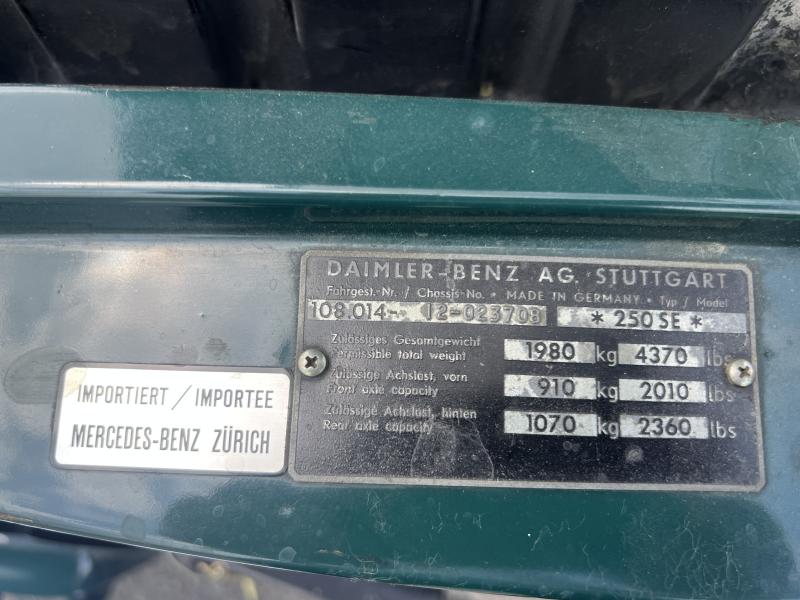 DAIMLER-BENZ AG. STUTTGART
Fahrgest.-Nr. / Chassis-No. • MADE IN GERMANY • Typ / Model
108.014-- 12-023708 * 250 SE *
Zulässiges Gesamtgewicht
Permissible total weight 1980 kg 4370 lbs
Zulässige Achslast, vorn
Front axle capacity 910 kg 2010 lbs
Zulässige Achslast, hinten
Rear axle capacity 1070 kg 2360 lbs
IMPORTIERT / IMPORTEE
MERCEDES-BENZ ZÜRICH